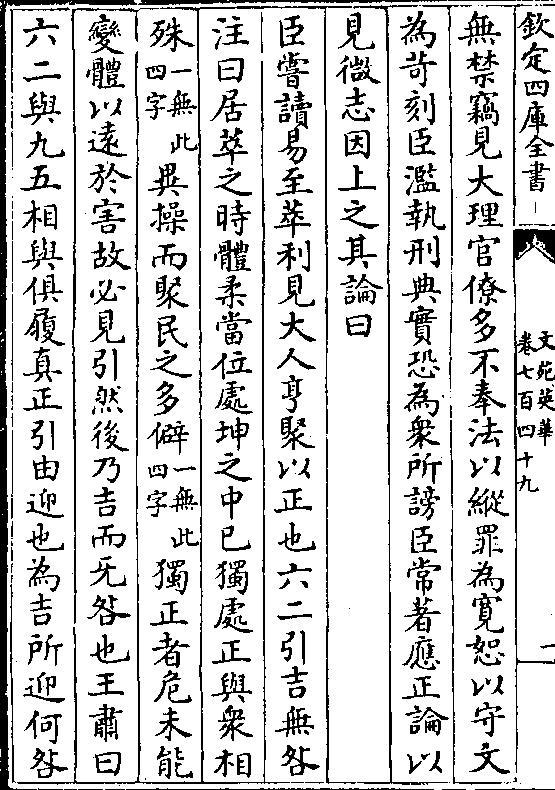 欽定四庫全書
文苑英華
卷七百四十九
一
無禁竊見大理官僚多不奉法以縱罪為寛恕以守文
為苛刻臣濫執刑典實恐為衆所謗臣常著應正論以
見微志因上之其論曰
臣嘗讀易至萃利見大人亨聚以正也六二引吉無咎
注曰居萃之時體柔當位處坤之中已獨處正與衆相
殊一無此四字異操而聚民之多僻一無此四字獨正者危未能
變體以遠於害故必見引然後乃吉而无咎也王肅曰
六二與九五相與俱履真正引由迎也為吉所迎何咎